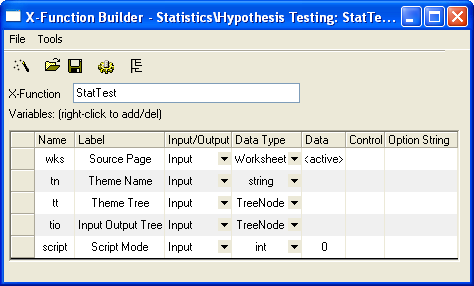 X-Function Builder - Statistics\Hypothesis Testing: StatTe...
File Tools
X-Function StatTest
Variables: (right-click to add/del)
Name Label Input/Output Data Type Data Control Option String
wks Source Page Input Worksheet <active>
tn Theme Name Input string
tt Theme Tree Input TreeNode
tio Input Output Tree Input TreeNode
script Script Mode Input int 0